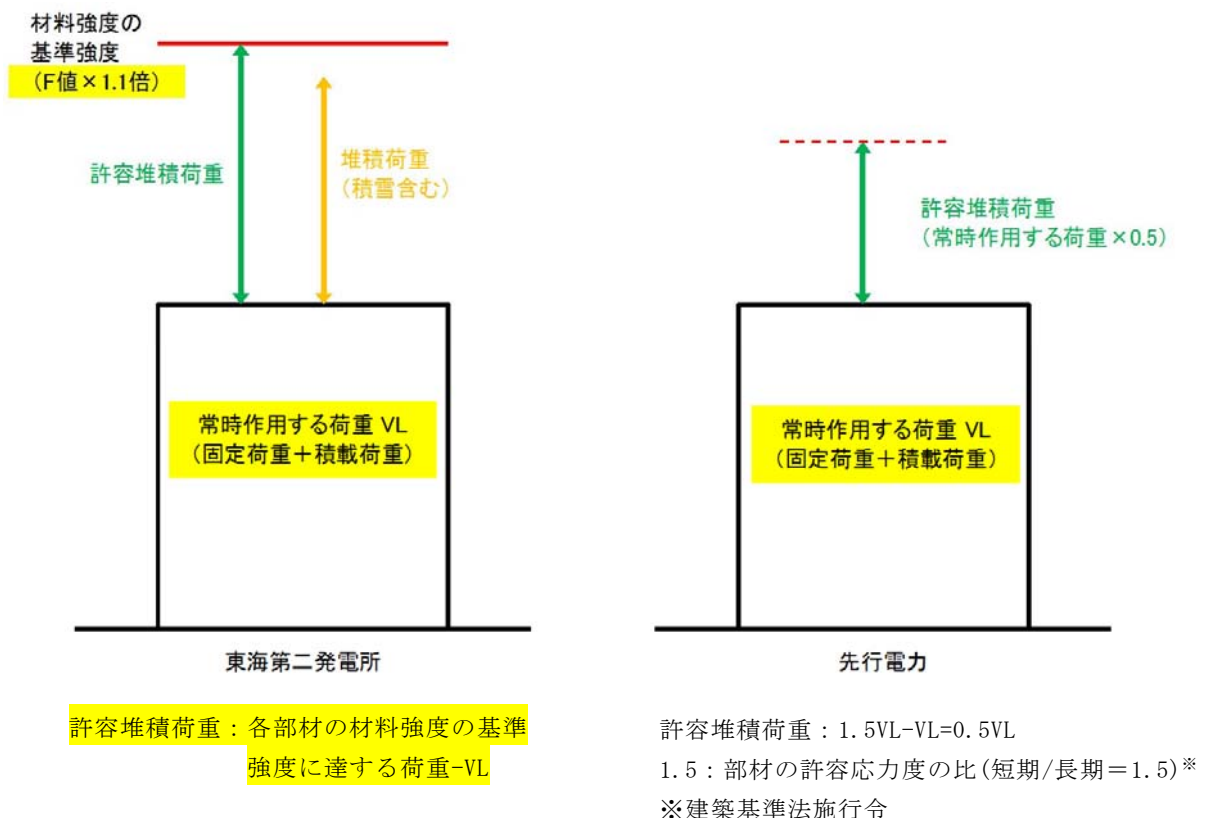 材料強度の
基準強度
（F値×1.1倍）
許容堆積荷重
堆積荷重
（積雪含む）
常時作用する荷重 VL
（固定荷重＋積載荷重）
東海第二発電所
許容堆積荷重：各部材の材料強度の基準
強度に達する荷重-VL
許容堆積荷重
（常時作用する荷重×0.5）
常時作用する荷重 VL
（固定荷重＋積載荷重）
先行電力
許容堆積荷重：1.5VL-VL=0.5VL
1.5：部材の許容応力度の比(短期/長期＝1.5)※
※建築基準法施行令